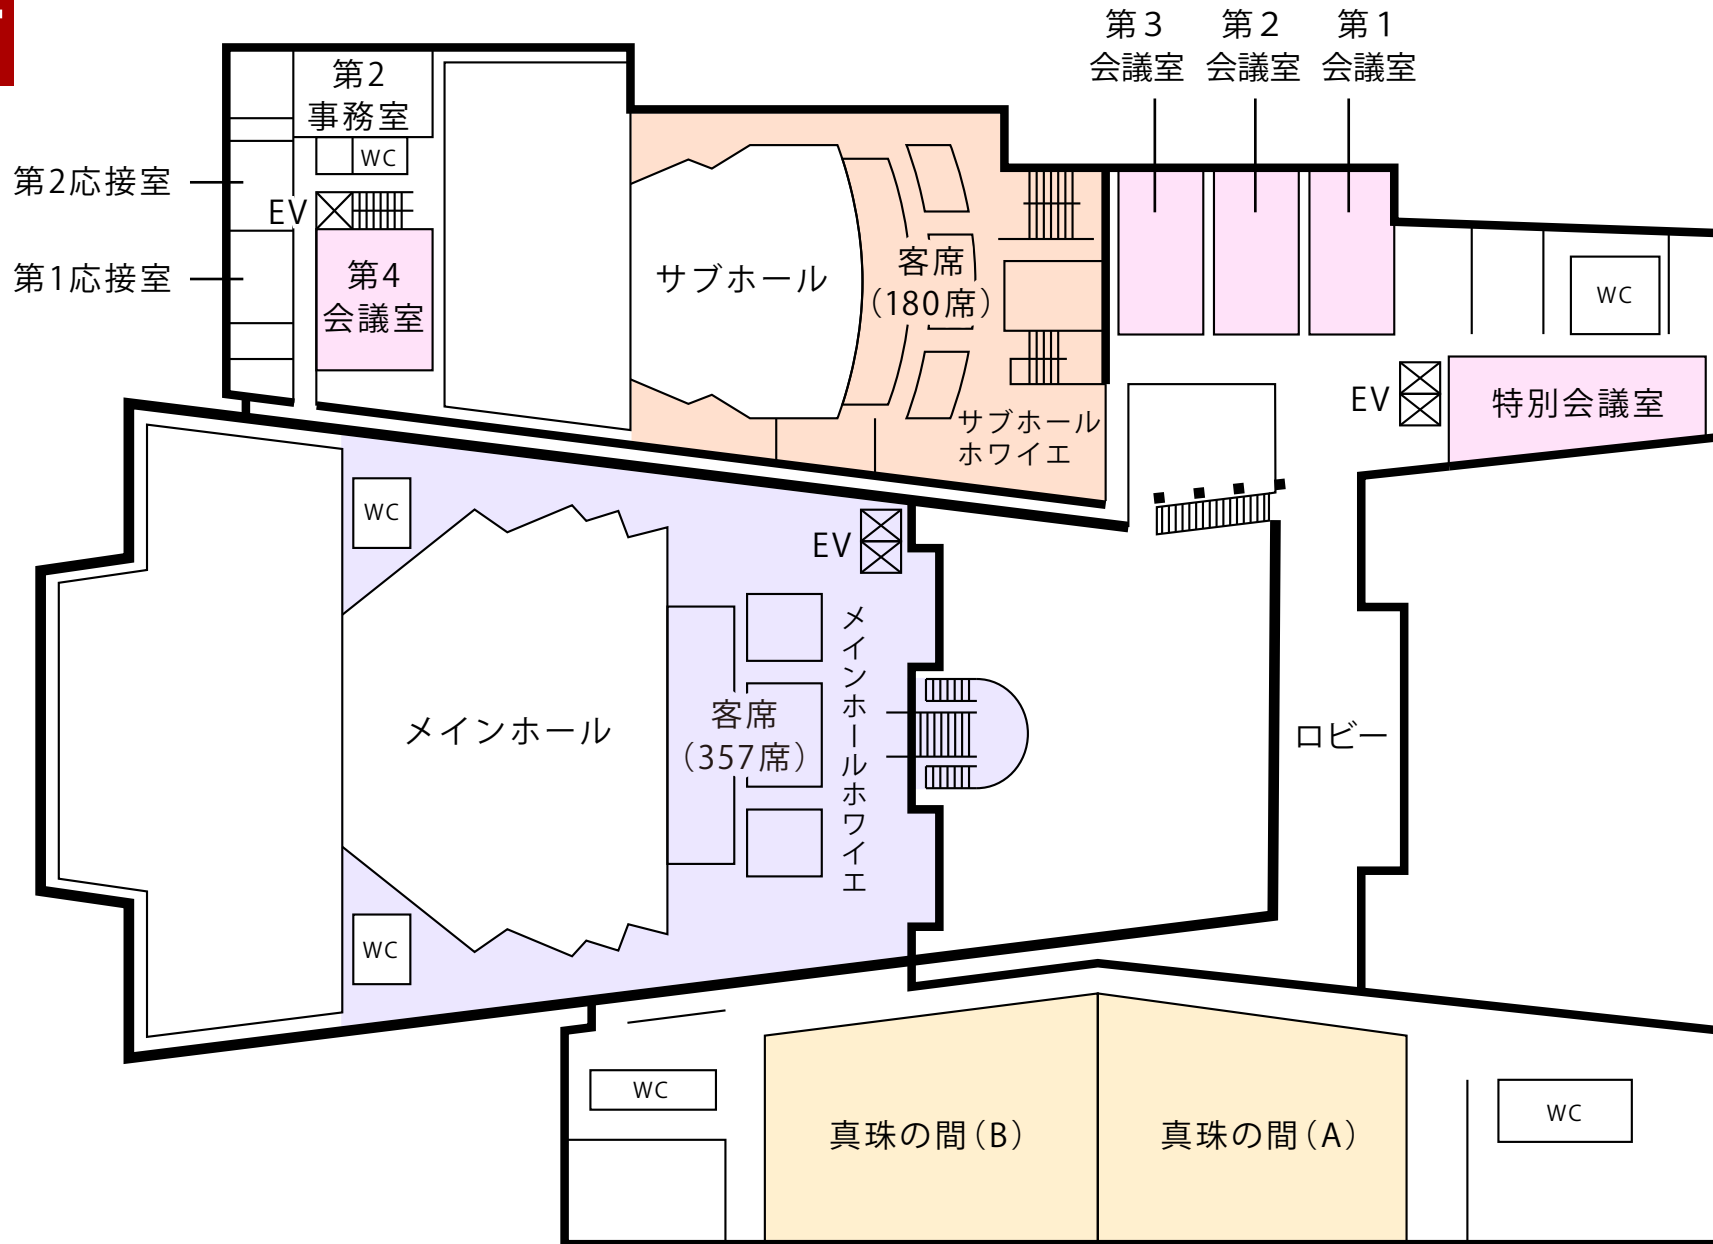 第3
会議室
第2
会議室
第1
会議室
第2
事務室
WC
第2応接室
EV
第1応接室
第4
会議室
サブホール
客席
(180席)
サブホール
ホワイエ
WC
EV
特別会議室
WC
EV
メインホール
客席
(357席)
メインホールホワイエ
ロビー
WC
WC
真珠の間(B)
真珠の間(A)
WC